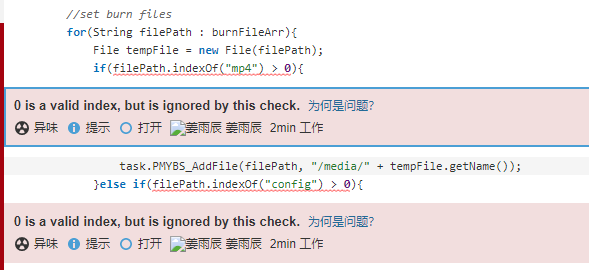 //set burn files
for(String filePath : burnFileArr){
File tempFile = new File(filePath);
if(filePath.indexOf("mp4") > 0){
0 is a valid index, but is ignored by this check. 为何是问题?
异味 提示 打开 姜雨辰 姜雨辰 2min 工作
task.PMYBS_AddFile(filePath, "/media/" + tempFile.getName());
}else if(filePath.indexOf("config") > 0){
0 is a valid index, but is ignored by this check. 为何是问题?
异味 提示 打开 姜雨辰 姜雨辰 2min 工作